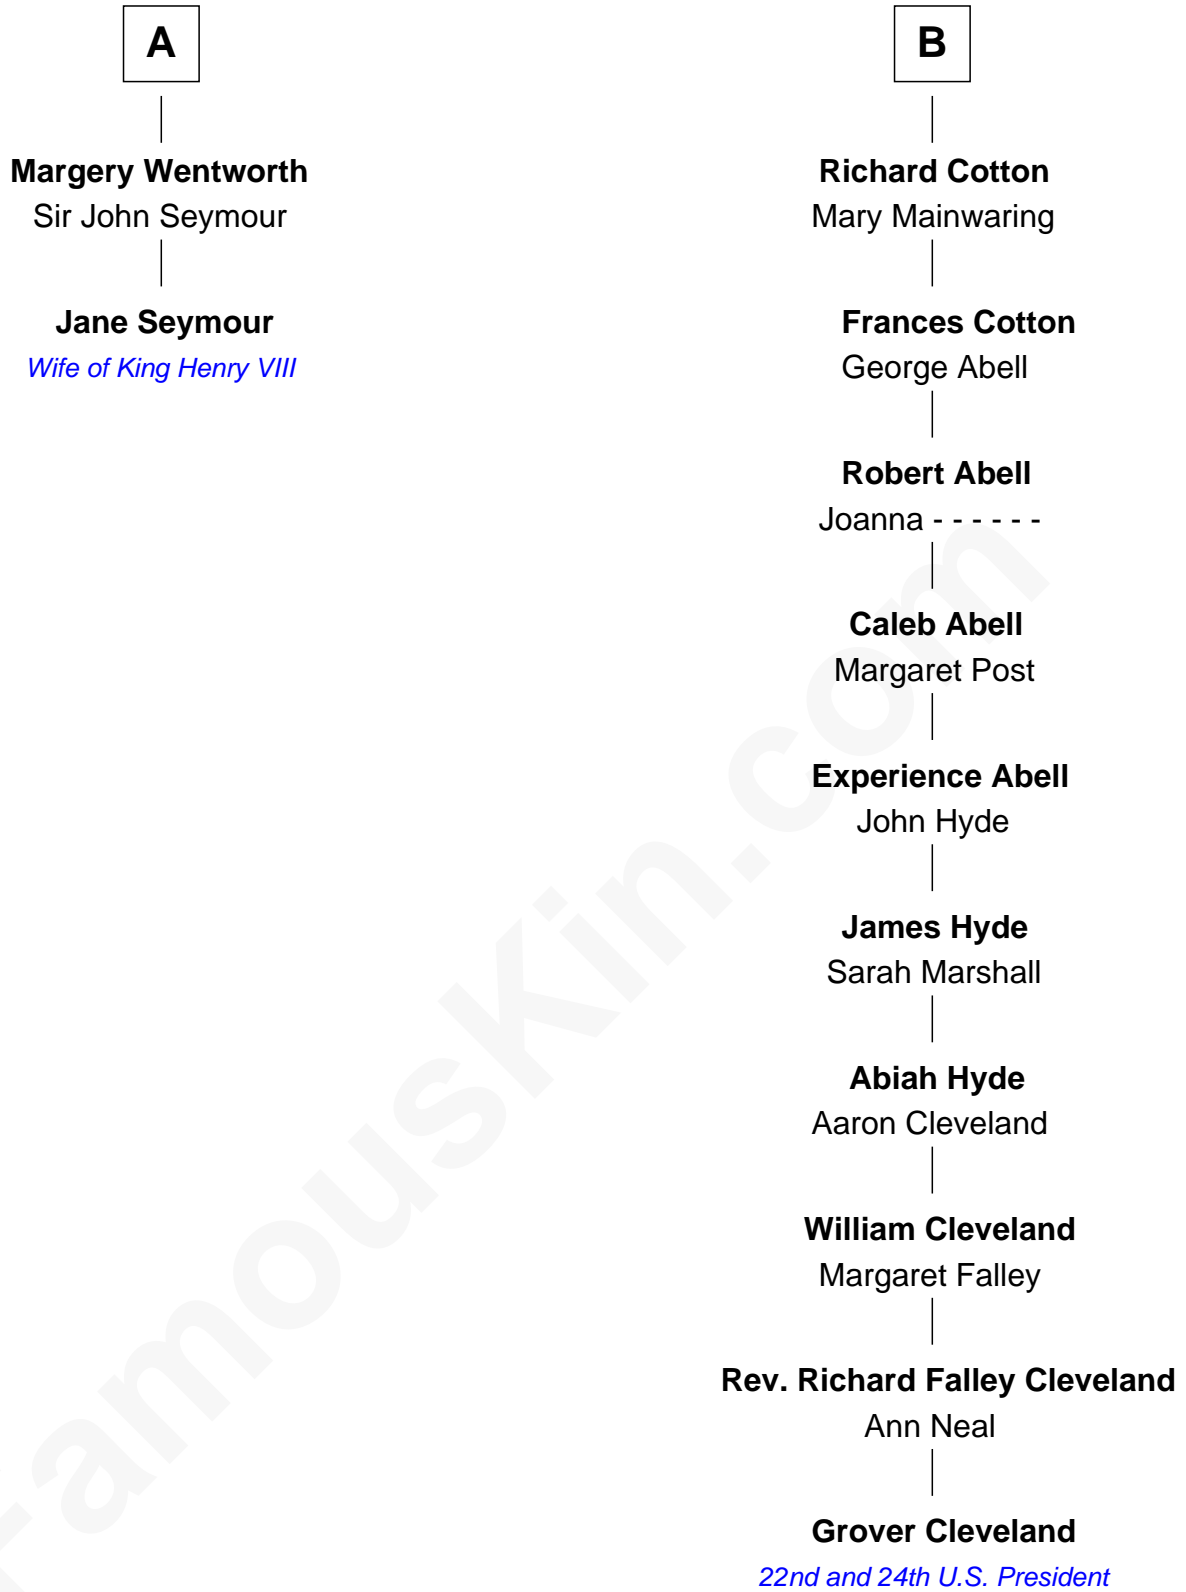 A
Margery Wentworth
Sir John Seymour
Jane Seymour
Wife of King Henry VIII
B
Richard Cotton
Mary Mainwaring
Frances Cotton
George Abell
Robert Abell
Joanna - - - - - -
Caleb Abell
Margaret Post
Experience Abell
John Hyde
James Hyde
Sarah Marshall
Abiah Hyde
Aaron Cleveland
William Cleveland
Margaret Falley
Rev. Richard Falley Cleveland
Ann Neal
Grover Cleveland
22nd and 24th U.S. President
FamousKin.com